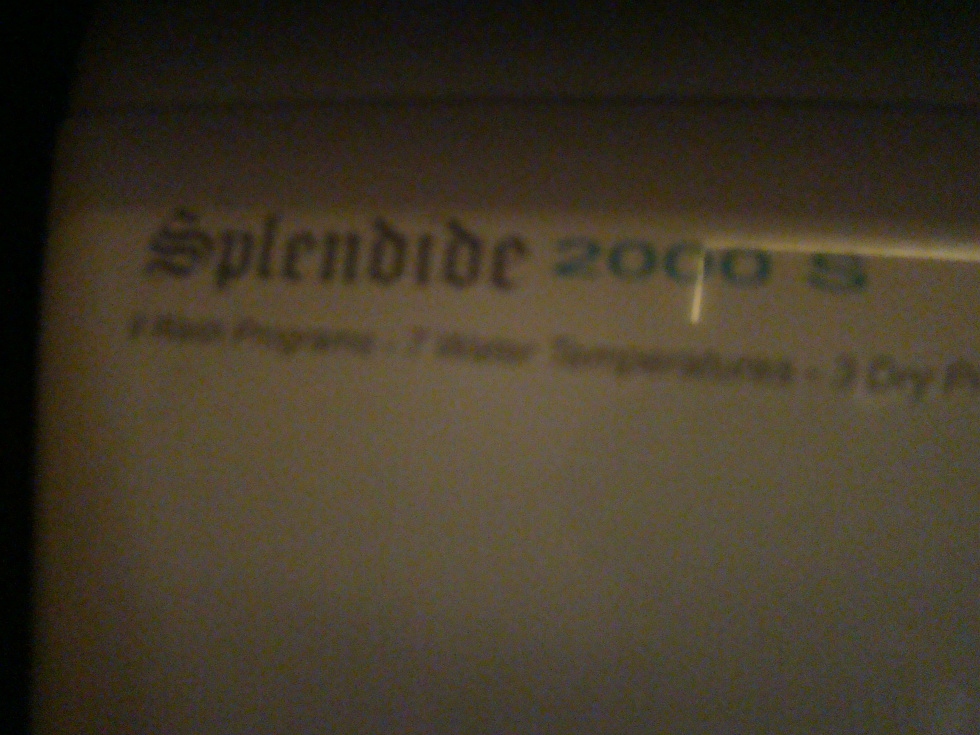 Splendide 2000 S
Wash Programs - 7 Water Temperatures - 3 Dry